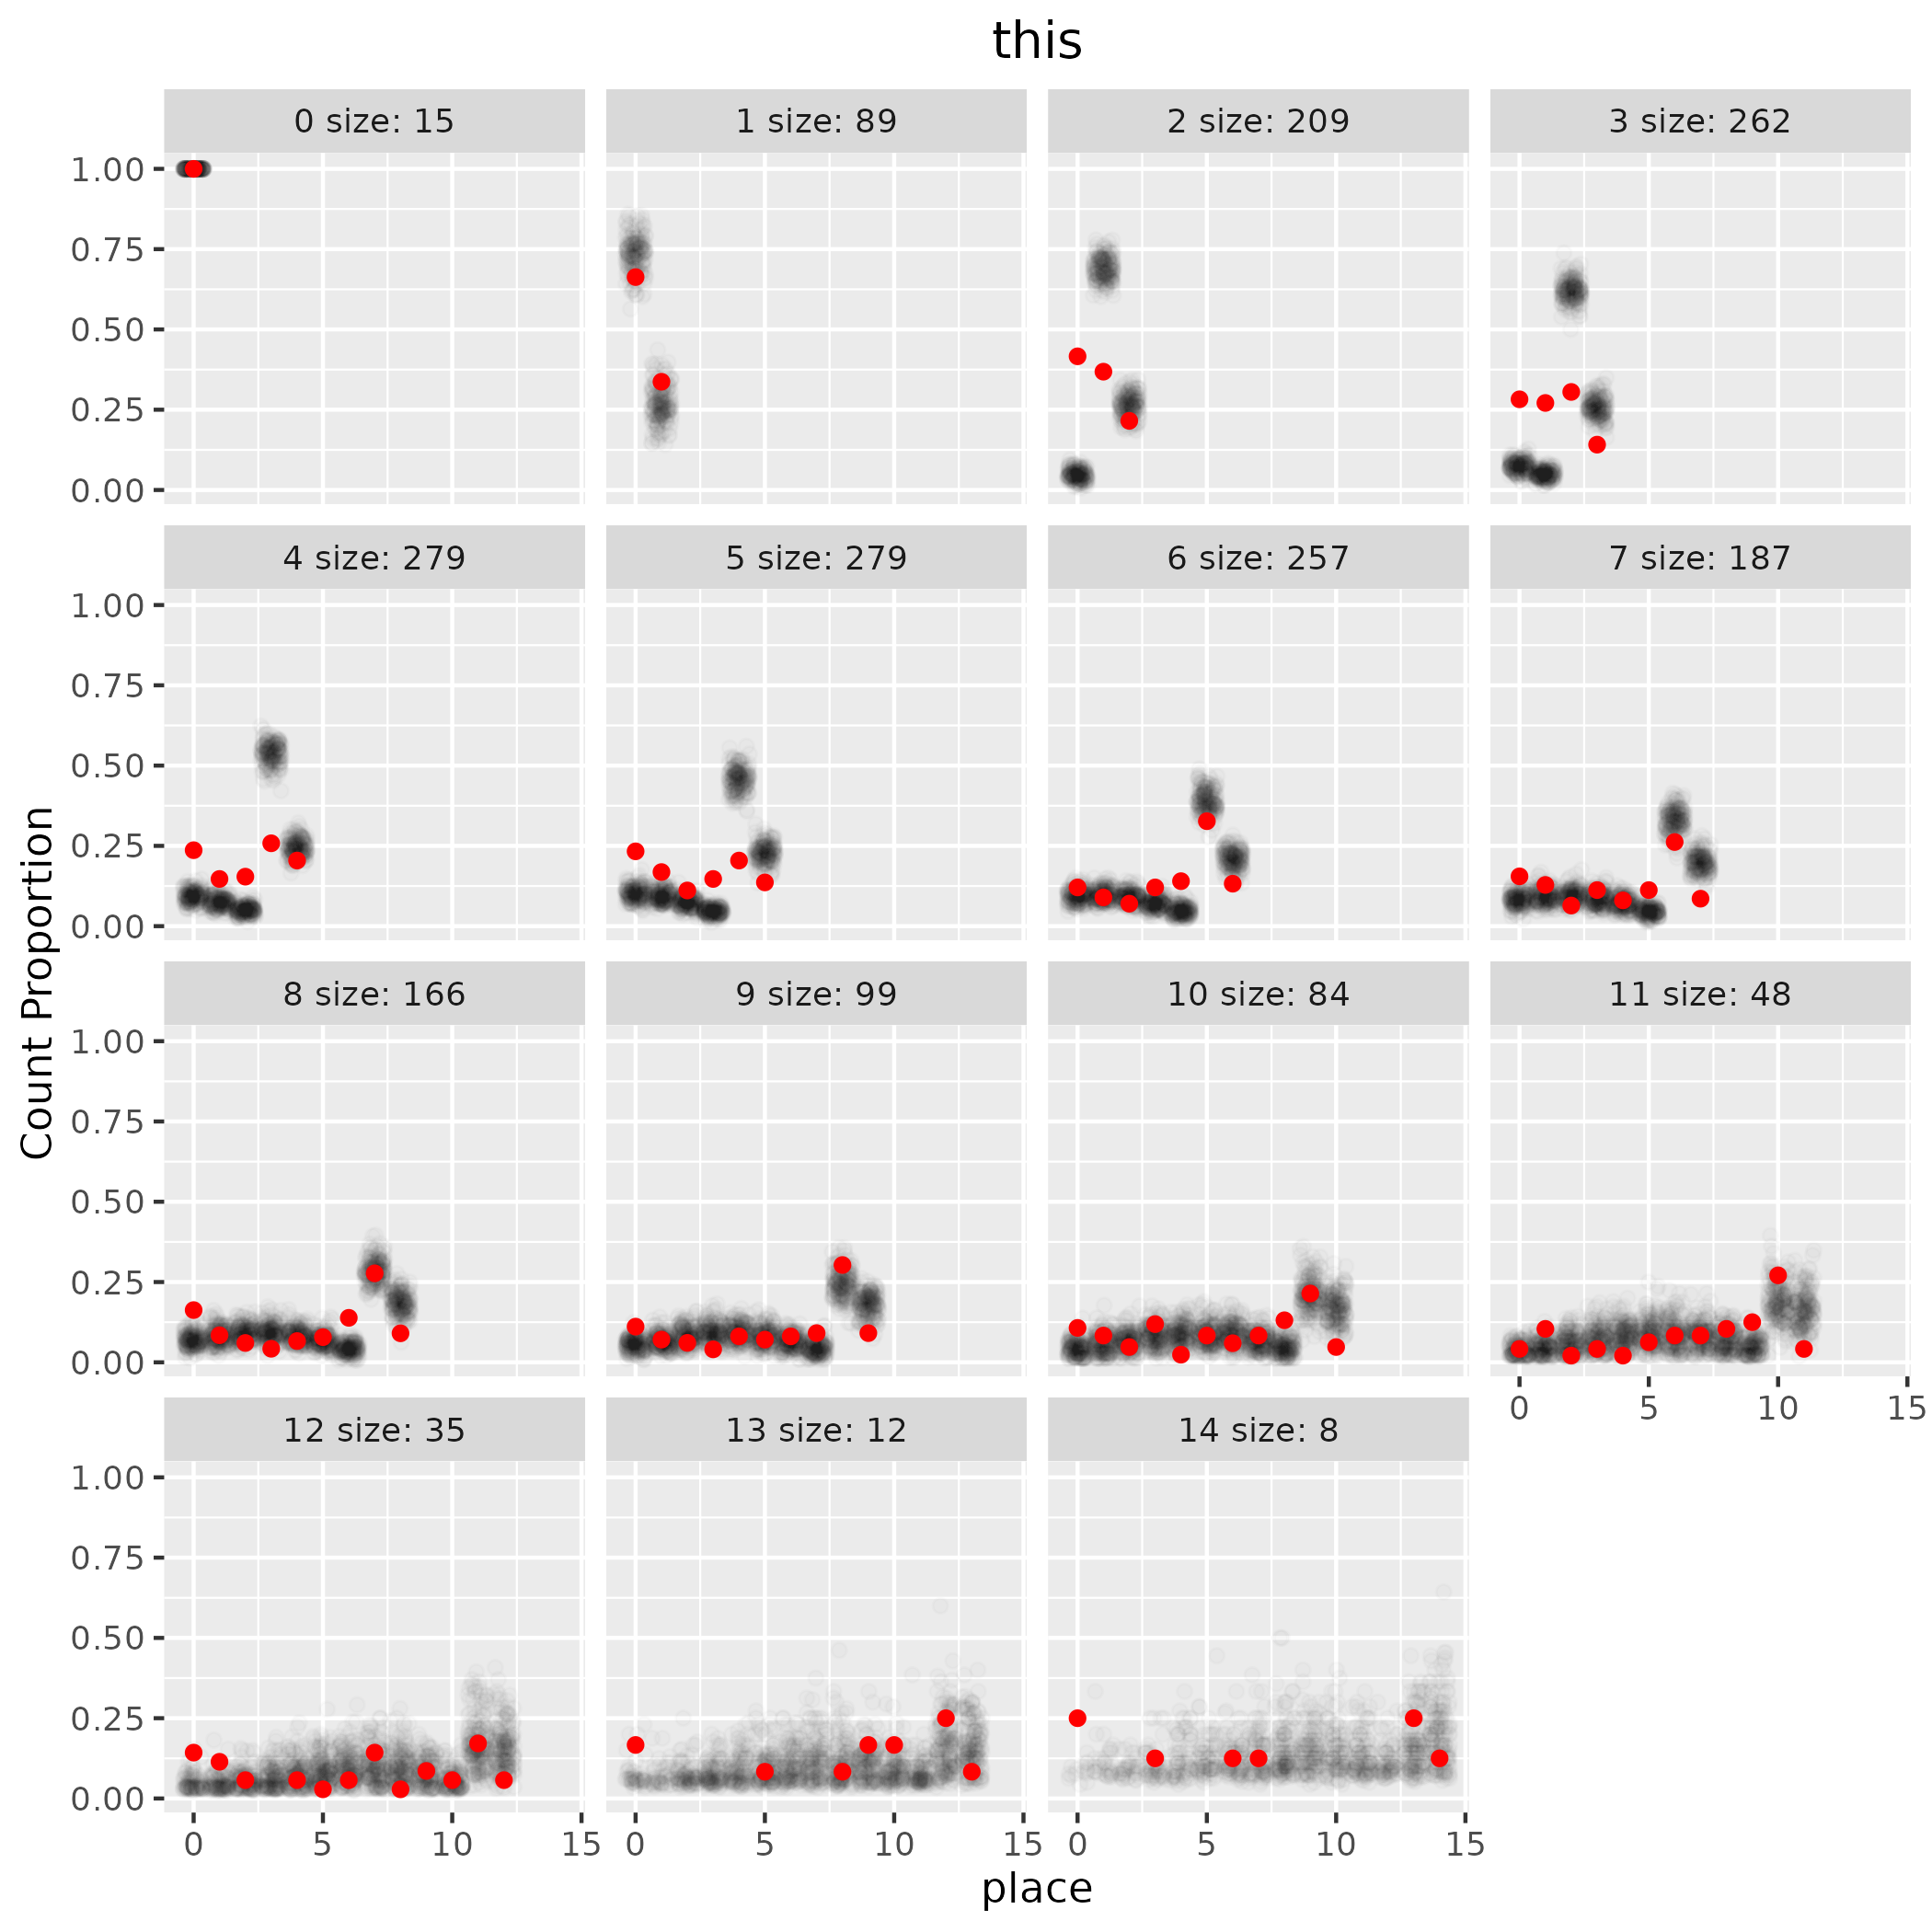 this
0 size: 15
1 size: 89
2 size: 209
3 size: 262
1.00
0.75
0.50
0.25
0.00
4 size: 279
5 size: 279
6 size: 257
7 size: 187
1.00
0.75
0.50
0.25
0.00
Count Proportion
8 size: 166
9 size: 99
10 size: 84
11 size: 48
1.00
0.75
0.50
0.25
0.00
0 5 10 15
12 size: 35
13 size: 12
14 size: 8
1.00
0.75
0.50
0.25
0.00
0 5 10 15 0 5 10 15 0 5 10 15
place